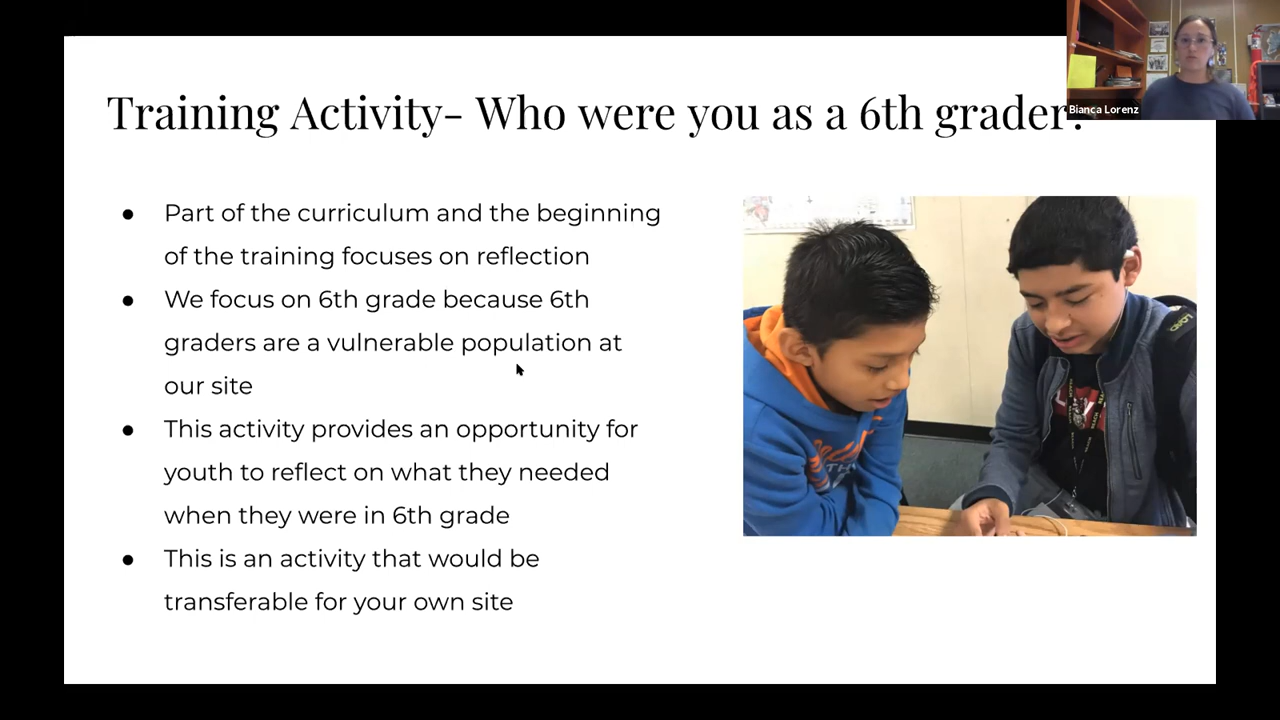 Training Activity- Who were you as a 6th grader?
Bianca Lorenz
● Part of the curriculum and the beginning
of the training focuses on reflection
● We focus on 6th grade because 6th
graders are a vulnerable population at
our site
● This activity provides an opportunity for
youth to reflect on what they needed
when they were in 6th grade
● This is an activity that would be
transferable for your own site